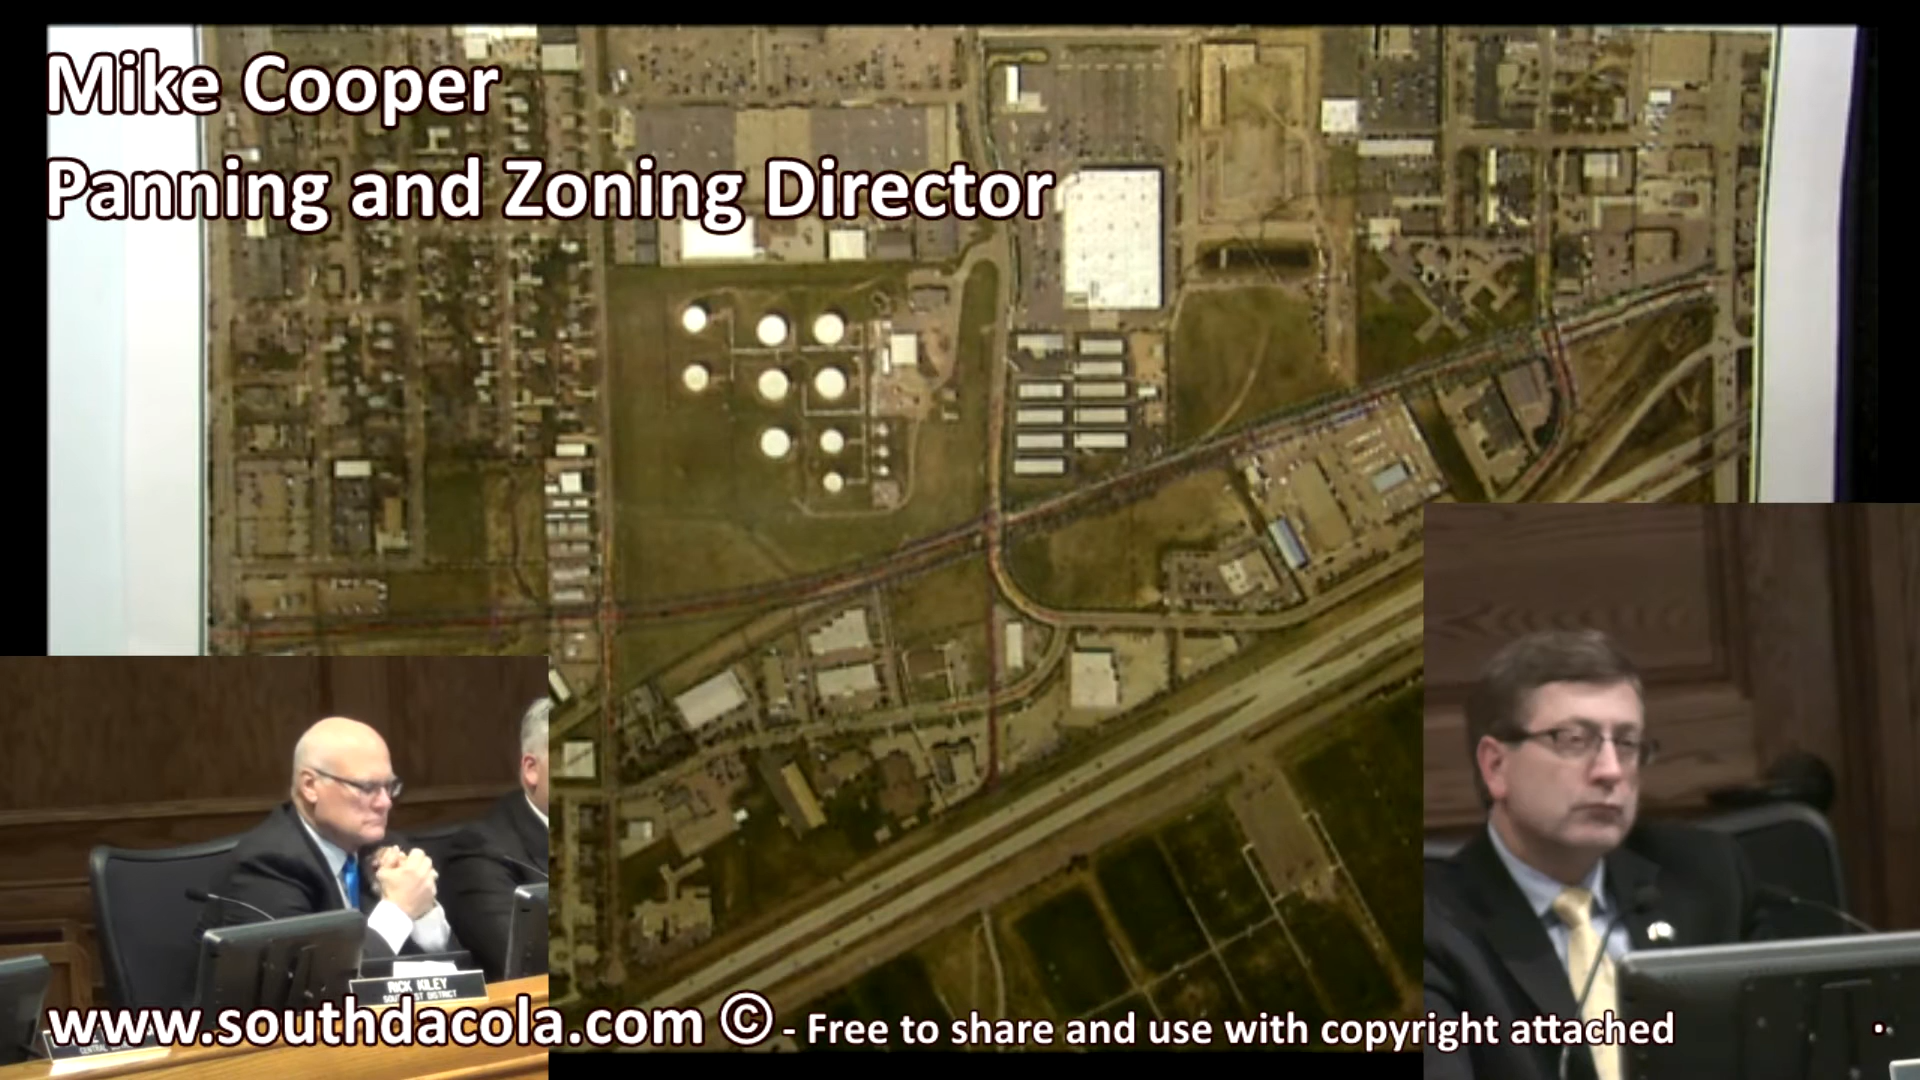 Mike Cooper
Panning and Zoning Director
RICK KILEY
www.southdacola.com © - Free to share and use with copyright attached